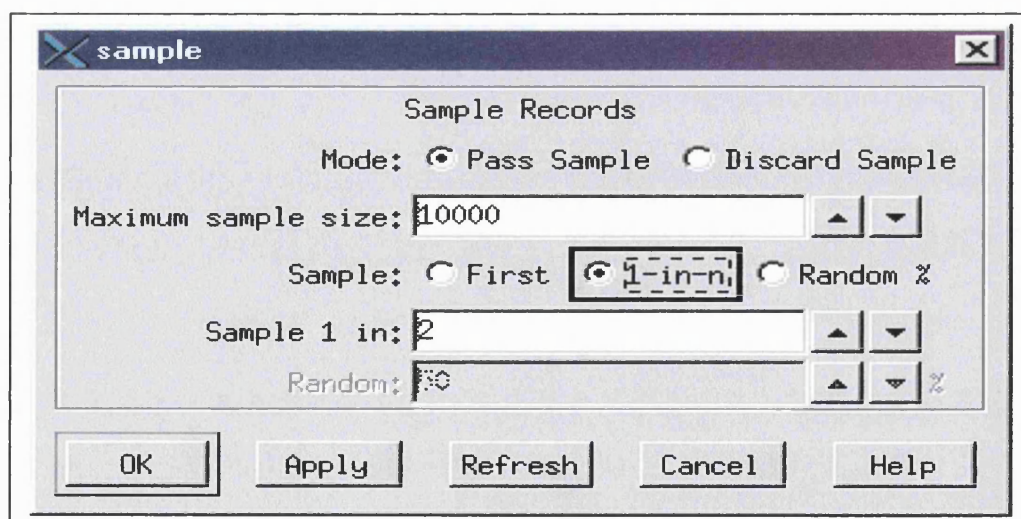 sample
Sample Records
Mode: Pass Sample Discard Sample
Maximum sample size: 10000
Sample: First 1-in-n Random %
Sample 1 in: 2
Random: %
OK Apply Refresh Cancel Help